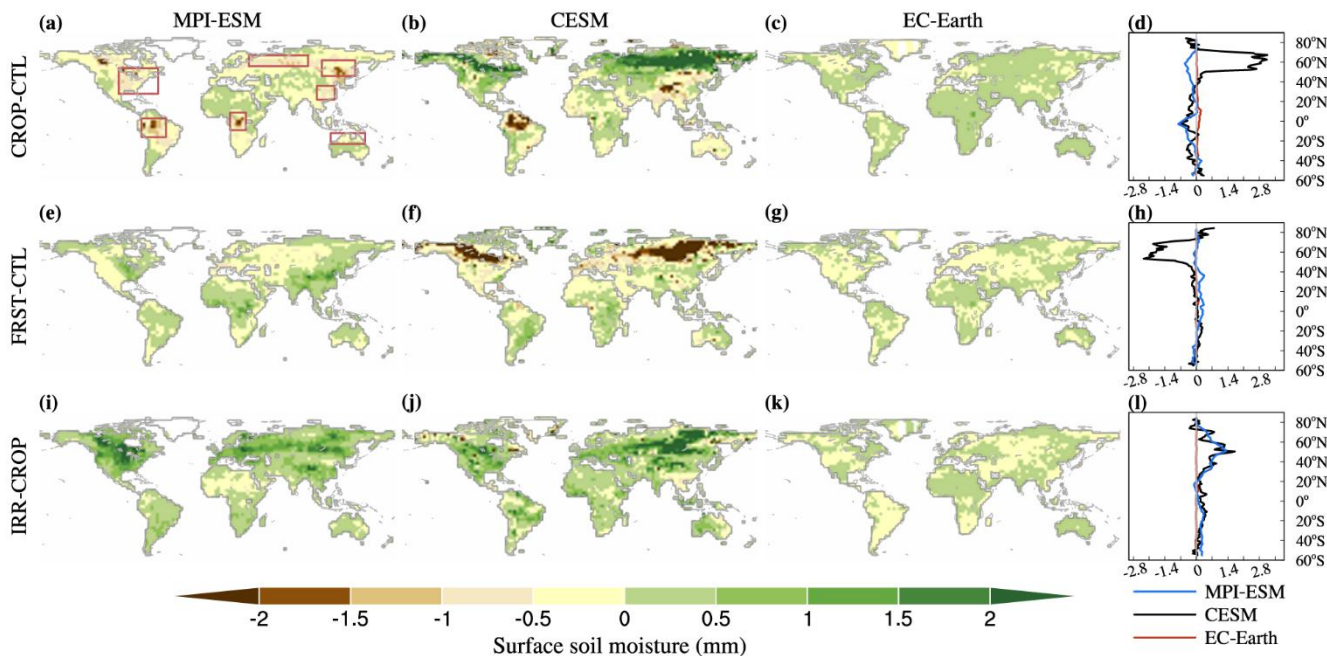 MPI-ESM CESM EC-Earth
(a) (b) (c) (d)
CROP-CTL
80°N
60°N
40°N
20°N
0°
20°S
40°S
60°S
-2.8 -1.4 0 1.4 2.8
(e) (f) (g) (h)
FRST-CTL
80°N
60°N
40°N
20°N
0°
20°S
40°S
60°S
-2.8 -1.4 0 1.4 2.8
(i) (j) (k) (l)
IRR-CROP
80°N
60°N
40°N
20°N
0°
20°S
40°S
60°S
-2.8 -1.4 0 1.4 2.8
-2 -1.5 -1 -0.5 0 0.5 1 1.5 2
Surface soil moisture (mm)
MPI-ESM
CESM
EC-Earth